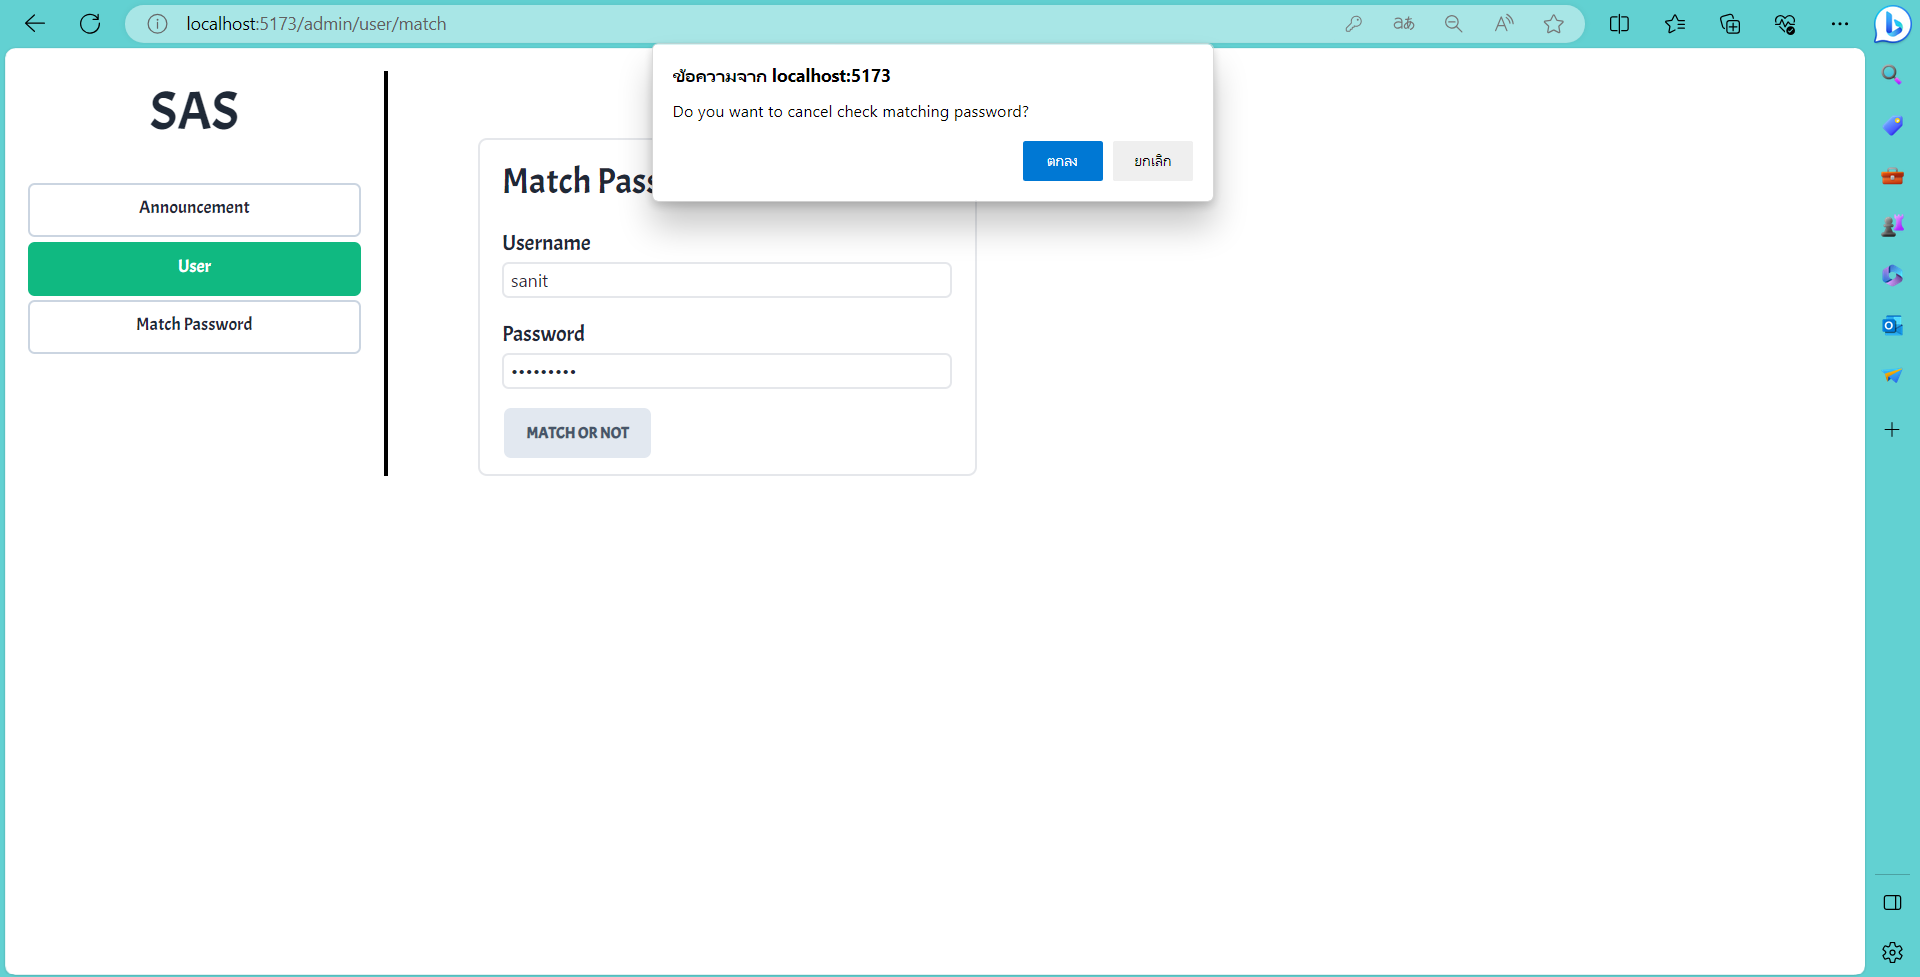 localhost:5173/admin/user/match
aあ
SAS
Announcement
User
Match Password
ข้อความจาก localhost:5173
Do you want to cancel check matching password?
ตกลง
ยกเลิก
Match Pass
Username
sanit
Password
•••••••••
MATCH OR NOT